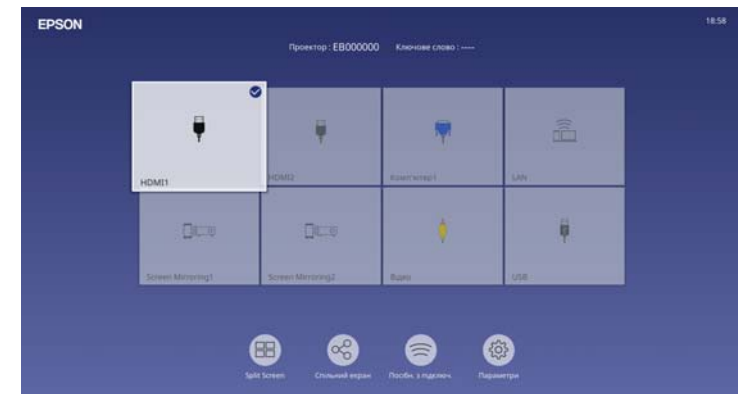 EPSON
18:58
Проектор : EB000000 Ключове слово : ----
HDMI1
HDMI2
Комп'ютер1
LAN
Screen Mirroring1
Screen Mirroring2
Відео
USB
Split Screen
Спільний екран
Посібн. з підключ.
Параметри